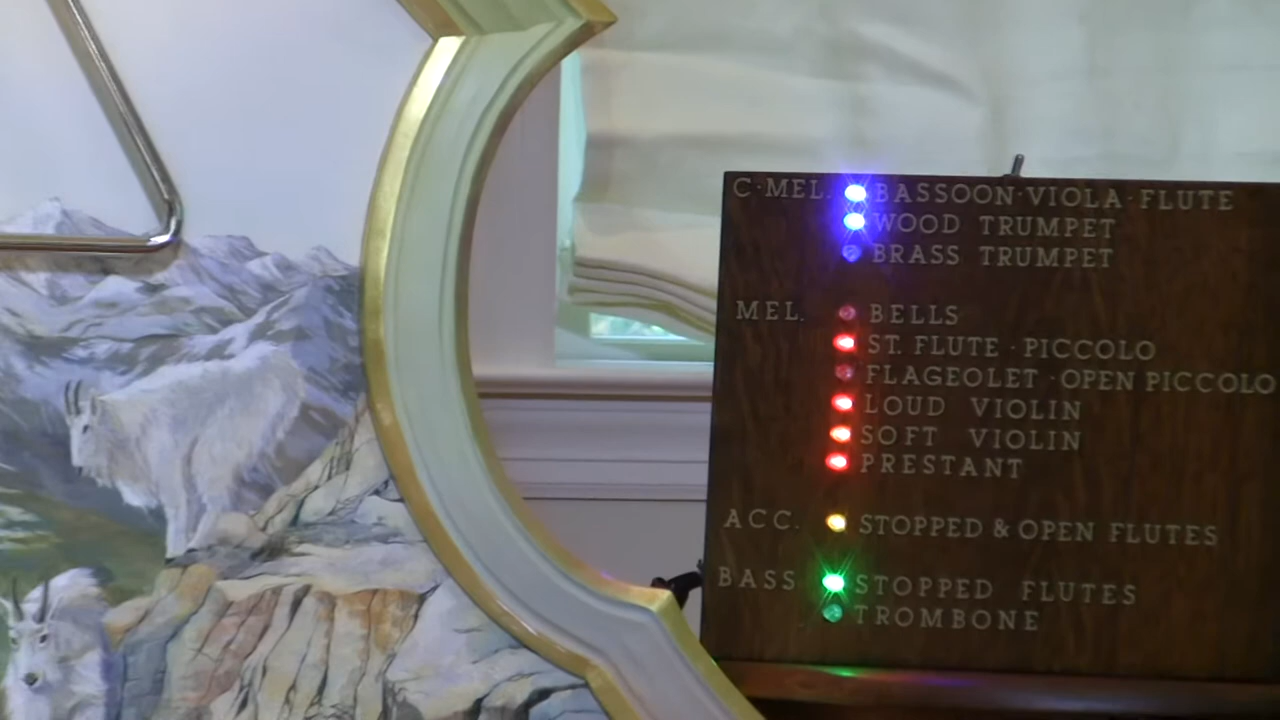 C·MEL. BASSOON·VIOLA·FLUTE
WOOD TRUMPET
BRASS TRUMPET
MEL. BELLS
ST. FLUTE · PICCOLO
FLAGEOLET · OPEN PICCOLO
LOUD VIOLIN
SOFT VIOLIN
PRESTANT
ACC. STOPPED & OPEN FLUTES
BASS STOPPED FLUTES
TROMBONE